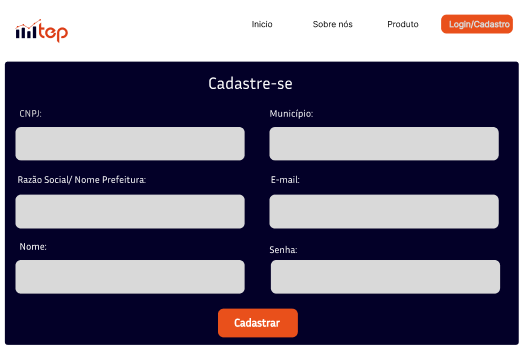 tep
Inicio
Sobre nós
Produto
Login/Cadastro
Cadastre-se
CNPJ:
Município:
Razão Social/ Nome Prefeitura:
E-mail:
Nome:
Senha:
Cadastrar